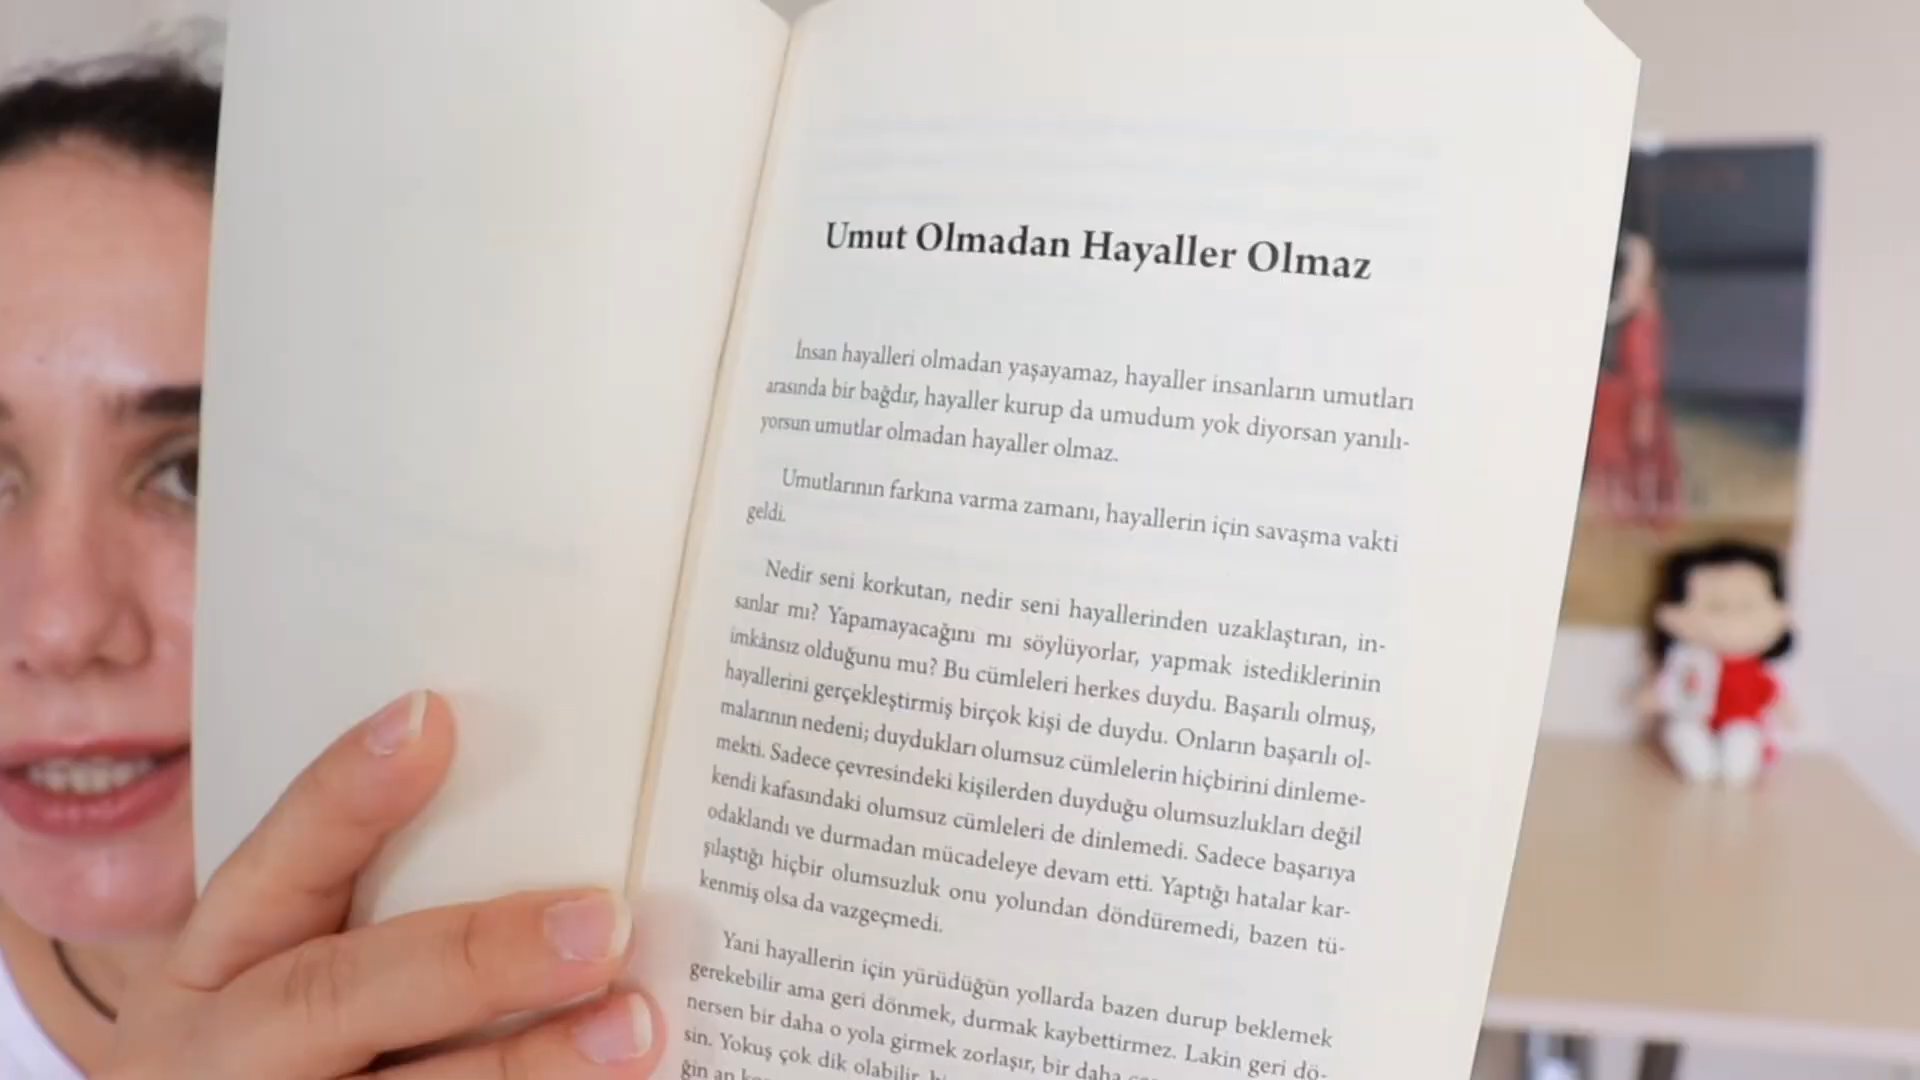 Umut Olmadan Hayaller Olmaz
İnsan hayalleri olmadan yaşayamaz, hayaller insanların umutları
arasında bir bağdır, hayaller kurup da umudum yok diyorsan yanılı-
yorsun umutlar olmadan hayaller olmaz.
Umutlarının farkına varma zamanı, hayallerin için savaşma vakti
geldi.
Nedir seni korkutan, nedir seni hayallerinden uzaklaştıran, in-
sanlar mı? Yapamayacağını mı söylüyorlar, yapmak istediklerinin
imkânsız olduğunu mu? Bu cümleleri herkes duydu. Başarılı olmuş,
hayallerini gerçekleştirmiş birçok kişi de duydu. Onların başarılı ol-
malarının nedeni; duydukları olumsuz cümlelerin hiçbirini dinleme-
mekti. Sadece çevresindeki kişilerden duyduğu olumsuzlukları değil
kendi kafasındaki olumsuz cümleleri de dinlemedi. Sadece başarıya
odaklandı ve durmadan mücadeleye devam etti. Yaptığı hatalar kar-
şılaştığı hiçbir olumsuzluk onu yolundan döndüremedi, bazen tü-
kenmiş olsa da vazgeçmedi.
Yani hayallerin için yürüdüğün yollarda bazen durup beklemek
gerekebilir ama geri dönmek, durmak kaybettirmez. Lakin geri dö-
nersen bir daha o yola girmek zorlaşır, bir daha
sin. Yokuş çok dik olabilir,
ğin an